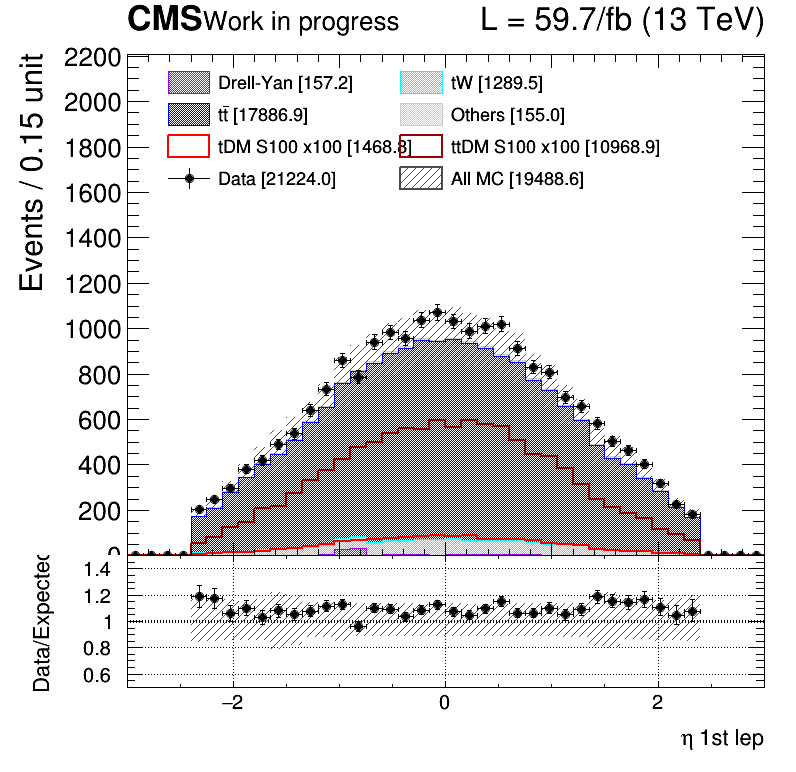 CMS Work in progress L = 59.7/fb (13 TeV)
Events / 0.15 unit
2200
2000
1800
1600
1400
1200
1000
800
600
400
200
0
Drell-Yan [157.2]
tW [1289.5]
tt̄ [17886.9]
Others [155.0]
tDM S100 x100 [1468.8]
ttDM S100 x100 [10968.9]
Data [21224.0]
All MC [19488.6]
Data/Expected
1.4
1.2
1
0.8
0.6
−2 0 2
η 1st lep